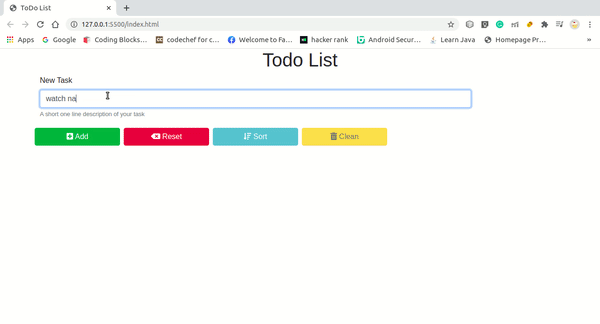 ToDo List
127.0.0.1:5500/index.html
Apps Google Coding Blocks... codechef for c... Welcome to Fa... hacker rank Android Secur... Learn Java Homepage Pr...
Todo List
New Task
watch na
A short one line description of your task
Add Reset Sort Clean